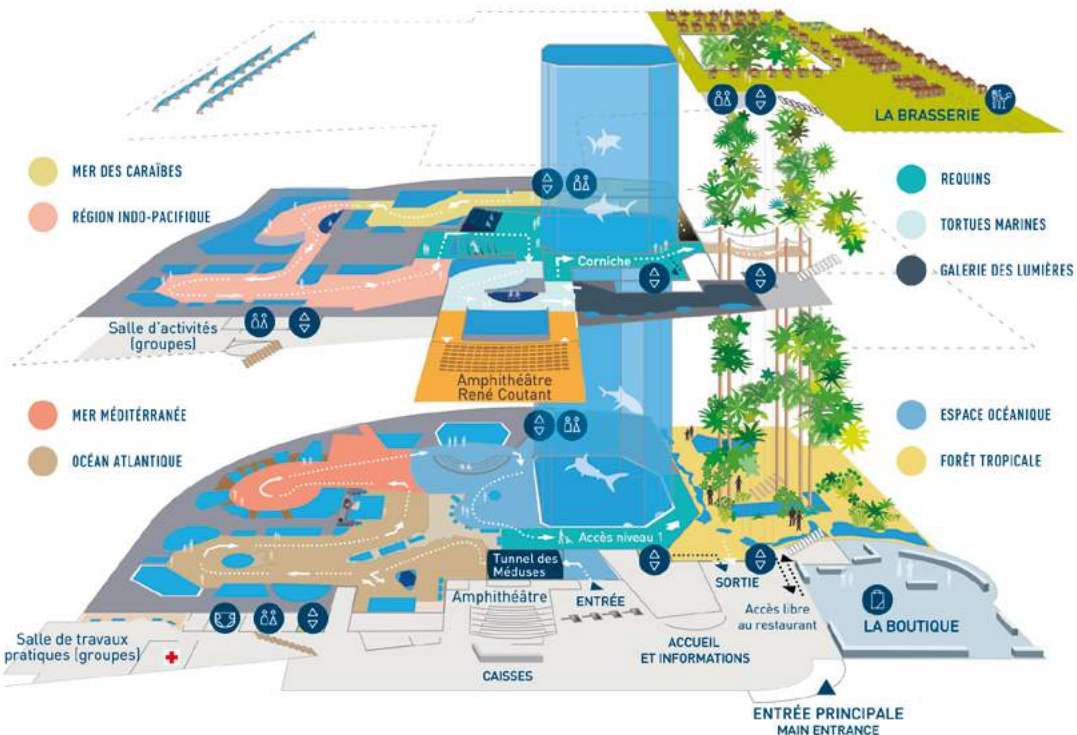 LA BRASSERIE
MER DES CARAÏBES
RÉGION INDO-PACIFIQUE
REQUINS
TORTUES MARINES
GALERIE DES LUMIÈRES
Corniche
Salle d'activités
(groupes)
Amphithéâtre
René Coutant
MER MÉDITÉRRANÉE
OCÉAN ATLANTIQUE
ESPACE OCÉANIQUE
FORÊT TROPICALE
Accès niveau 1
Tunnel des
Méduses
Amphithéâtre
ENTRÉE
SORTIE
Accès libre
au restaurant
LA BOUTIQUE
Salle de travaux
pratiques (groupes)
CAISSES
ACCUEIL
ET INFORMATIONS
ENTRÉE PRINCIPALE
MAIN ENTRANCE